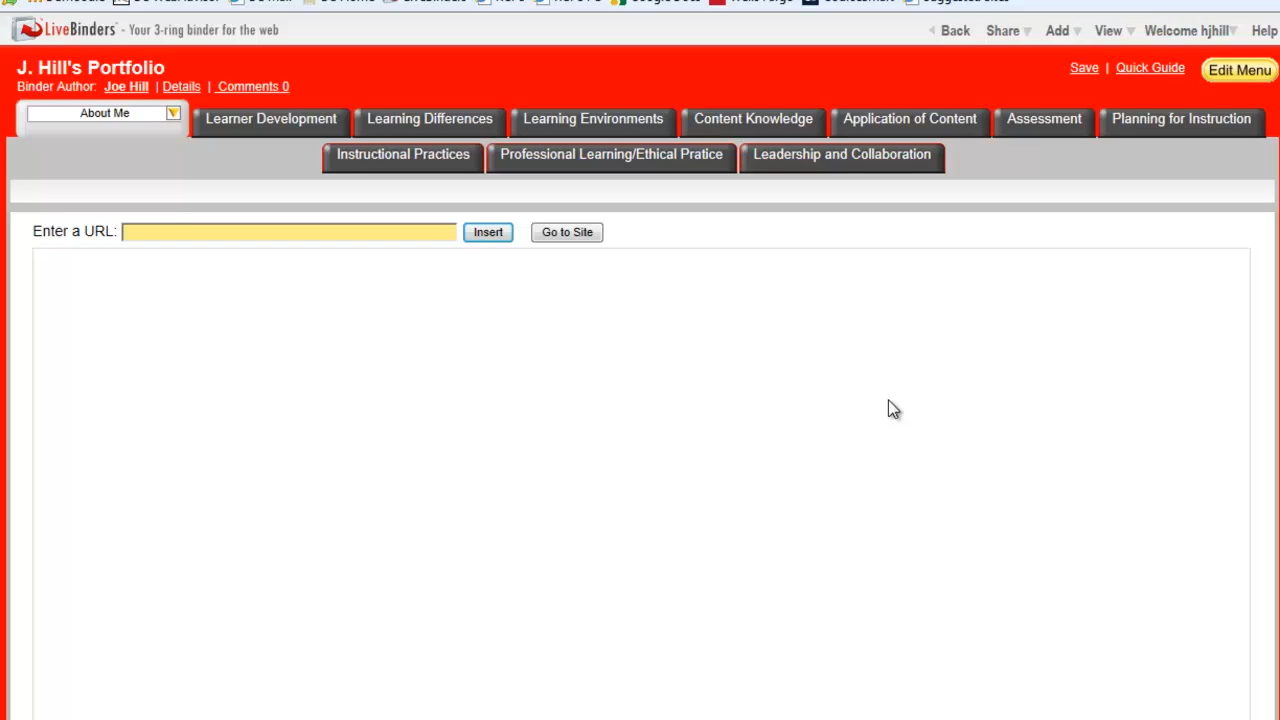 LiveBinders - Your 3-ring binder for the web
Back Share Add View Welcome hjhill Help
J. Hill's Portfolio
Save | Quick Guide
Edit Menu
Binder Author: Joe Hill | Details | Comments 0
About Me
Learner Development
Learning Differences
Learning Environments
Content Knowledge
Application of Content
Assessment
Planning for Instruction
Instructional Practices
Professional Learning/Ethical Pratice
Leadership and Collaboration
Enter a URL:
Insert
Go to Site